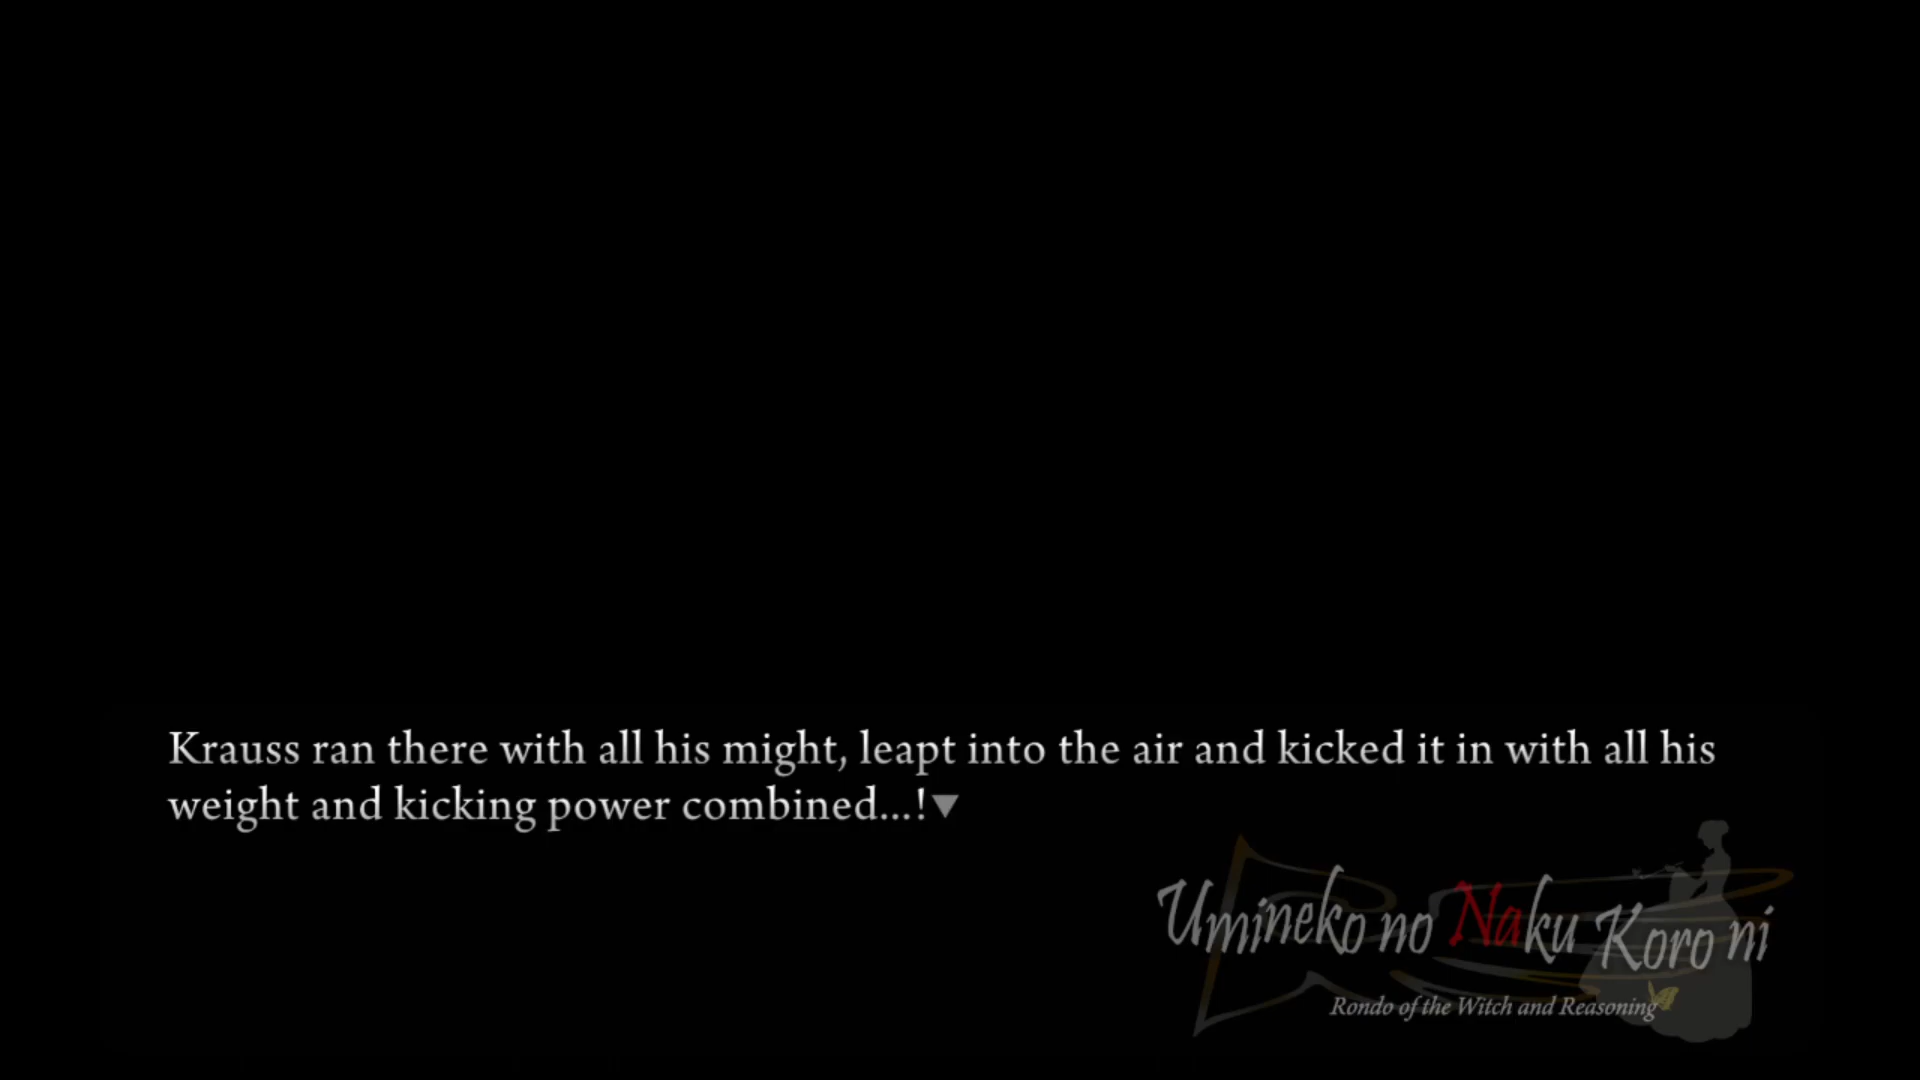 Krauss ran there with all his might, leapt into the air and kicked it in with all his
weight and kicking power combined...!
Umineko no Naku Koro ni
Rondo of the Witch and Reasoning